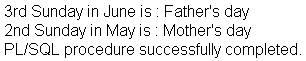 3rd Sunday in June is : Father's day
2nd Sunday in May is : Mother's day
PL/SQL procedure successfully completed.